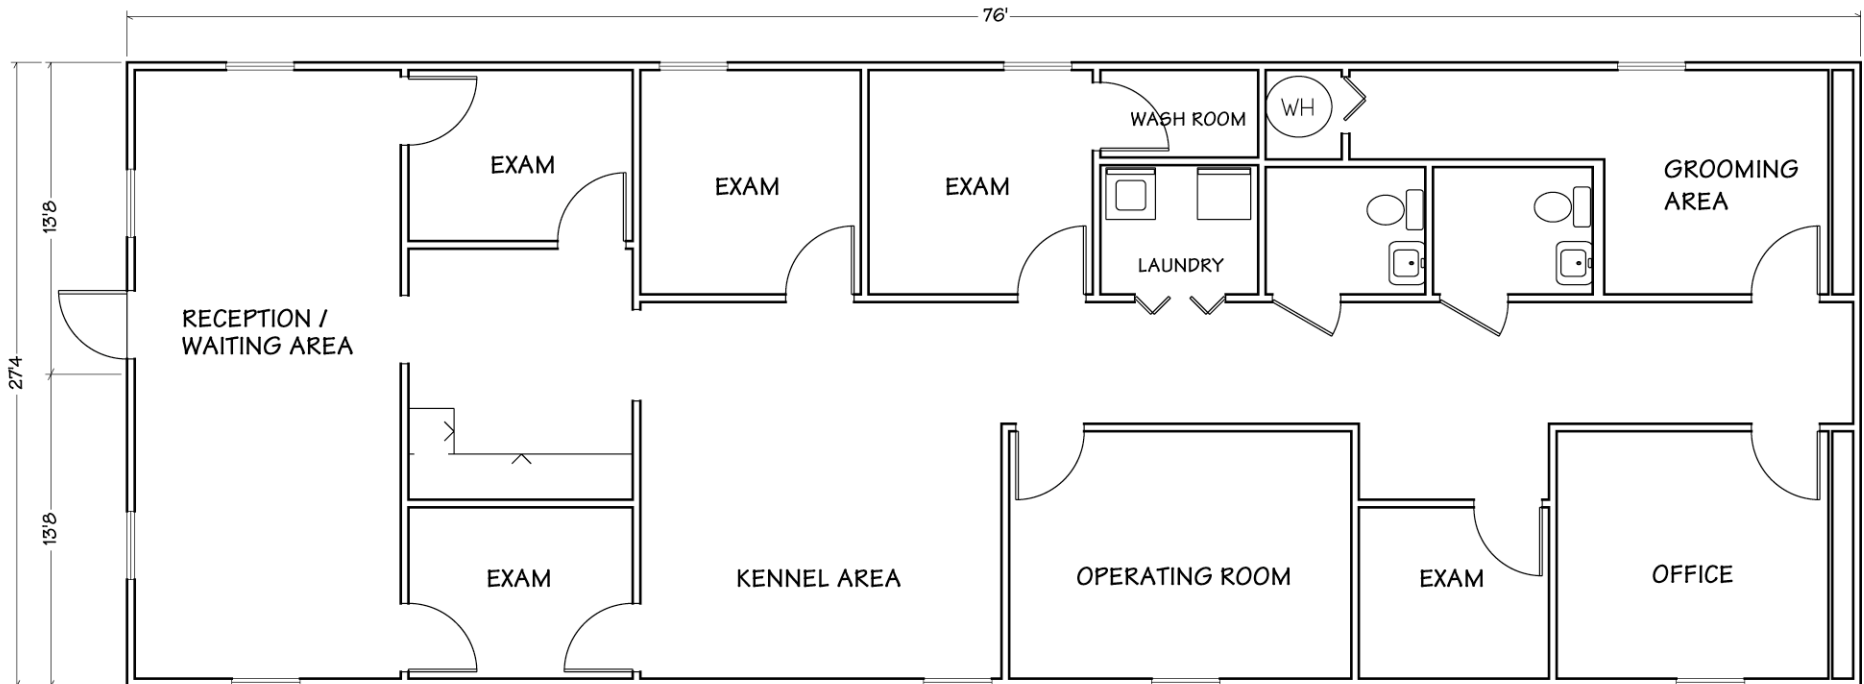 76'
WH
WASH ROOM
EXAM
EXAM
EXAM
GROOMING
AREA
13'8
LAUNDRY
RECEPTION /
WAITING AREA
27'4
13'8
EXAM
KENNEL AREA
OPERATING ROOM
EXAM
OFFICE